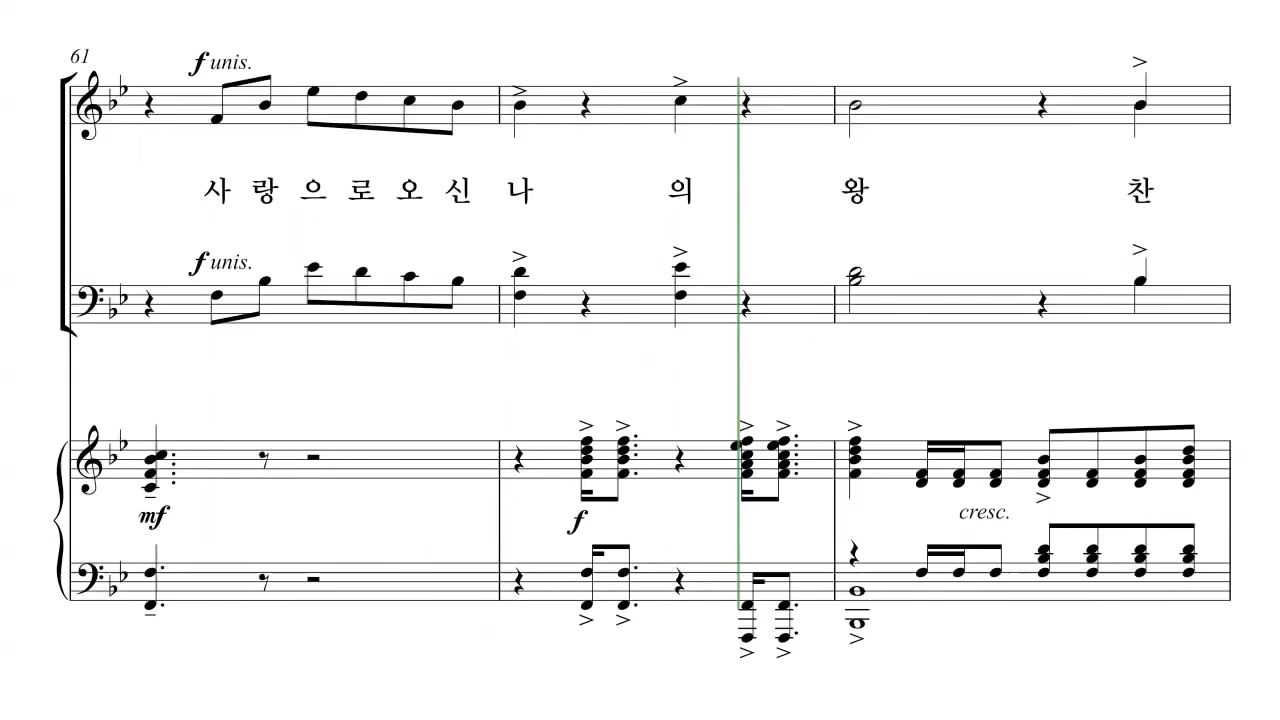 61
f unis.
사 랑 으 로 오 신 나 의 왕 찬
f unis.
mf
f
cresc.